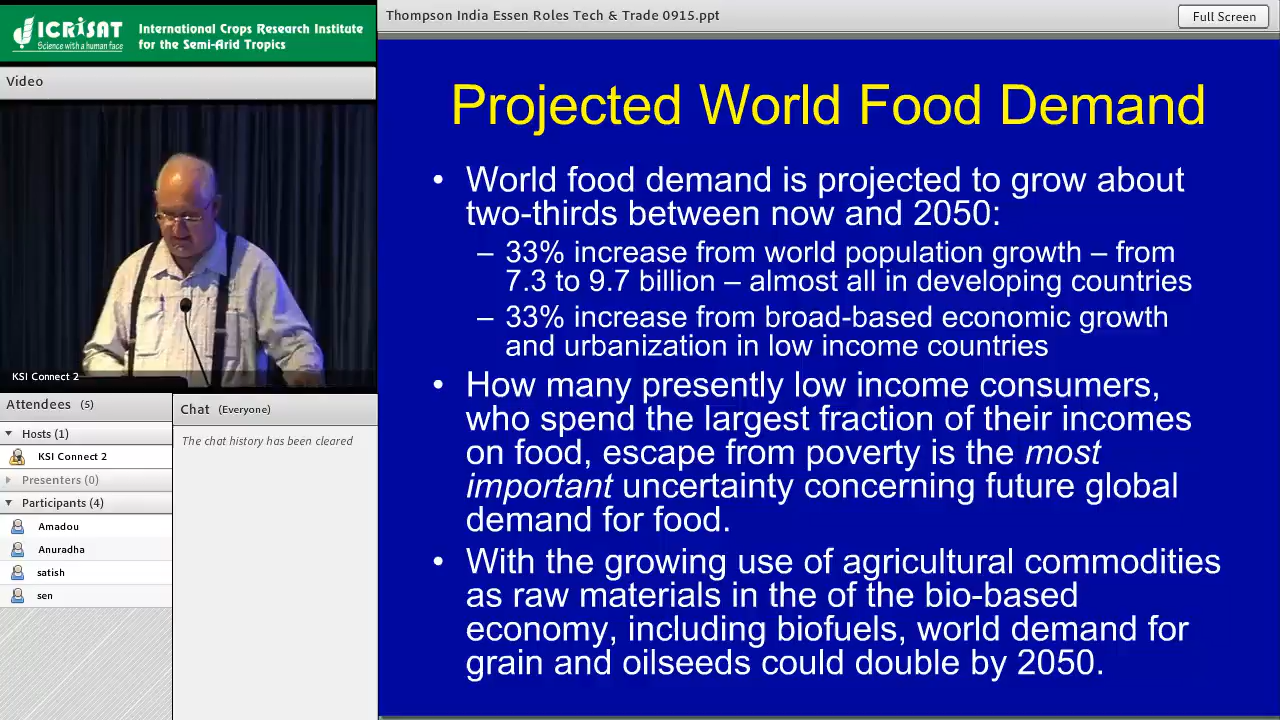 ICRISAT
Science with a human face
International Crops Research Institute
for the Semi-Arid Tropics
Video
KSI Connect 2
Attendees (5)
Hosts (1)
KSI Connect 2
Presenters (0)
Participants (4)
Amadou
Anuradha
satish
sen
Chat (Everyone)
The chat history has been cleared
Thompson India Essen Roles Tech & Trade 0915.ppt
Full Screen
Projected World Food Demand
• World food demand is projected to grow about
two-thirds between now and 2050:
– 33% increase from world population growth – from
7.3 to 9.7 billion – almost all in developing countries
– 33% increase from broad-based economic growth
and urbanization in low income countries
• How many presently low income consumers,
who spend the largest fraction of their incomes
on food, escape from poverty is the most
important uncertainty concerning future global
demand for food.
• With the growing use of agricultural commodities
as raw materials in the of the bio-based
economy, including biofuels, world demand for
grain and oilseeds could double by 2050.